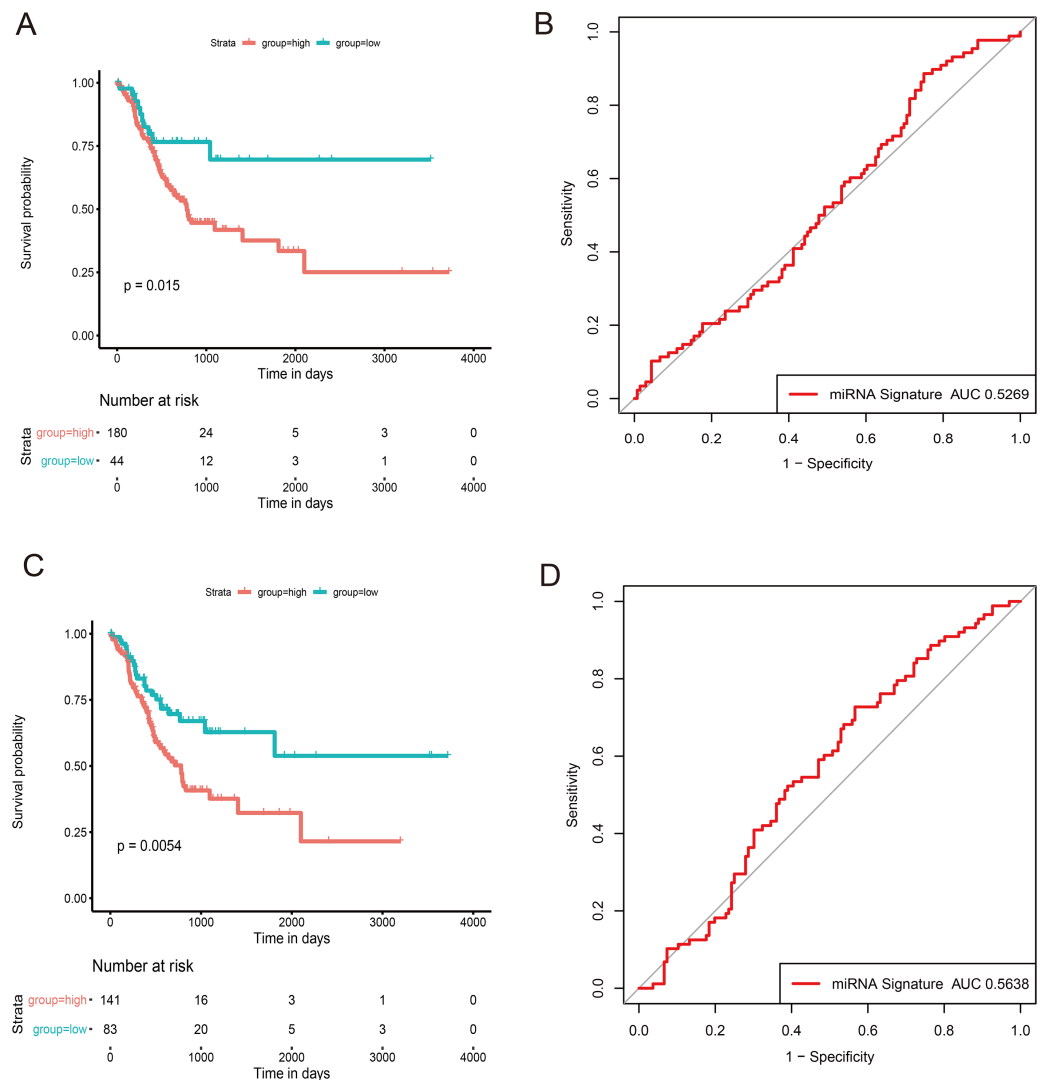 A
Strata group=high group=low
Survival probability
1.00
0.75
0.50
0.25
0.00
p = 0.015
0 1000 2000 3000 4000
Time in days
Number at risk
Strata
group=high 180 24 5 3 0
group=low 44 12 3 1 0
0 1000 2000 3000 4000
Time in days
B
Sensitivity
1.0
0.8
0.6
0.4
0.2
0.0
miRNA Signature AUC 0.5269
0.0 0.2 0.4 0.6 0.8 1.0
1 − Specificity
C
Strata group=high group=low
Survival probability
1.00
0.75
0.50
0.25
0.00
p = 0.0054
0 1000 2000 3000 4000
Time in days
Number at risk
Strata
group=high 141 16 3 1 0
group=low 83 20 5 3 0
0 1000 2000 3000 4000
Time in days
D
Sensitivity
1.0
0.8
0.6
0.4
0.2
0.0
miRNA Signature AUC 0.5638
0.0 0.2 0.4 0.6 0.8 1.0
1 − Specificity